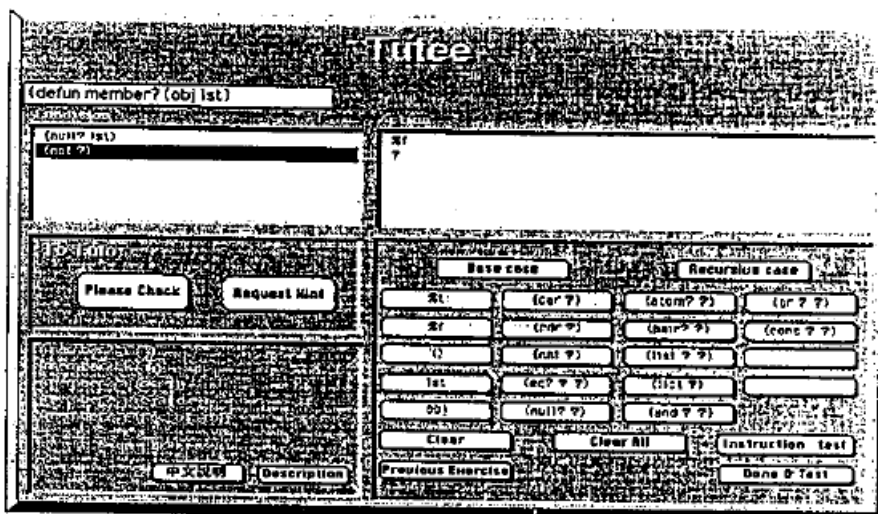 Tutee
(defun member? (obj lst)
(null? lst)
(not ?)
%f
?
Please Check
Request Hint
Base case
Recursive case
%t (car ?) (atom? ?) (or ? ?)
%f (cdr ?) (pair? ?) (cons ? ?)
() (not ?) (list ? ?)
lst (eq? ? ?) (list ?)
obj (null? ?) (and ? ?)
Clear Clear All Instruction test
中文說明 Description Previous Exercise Done & Test